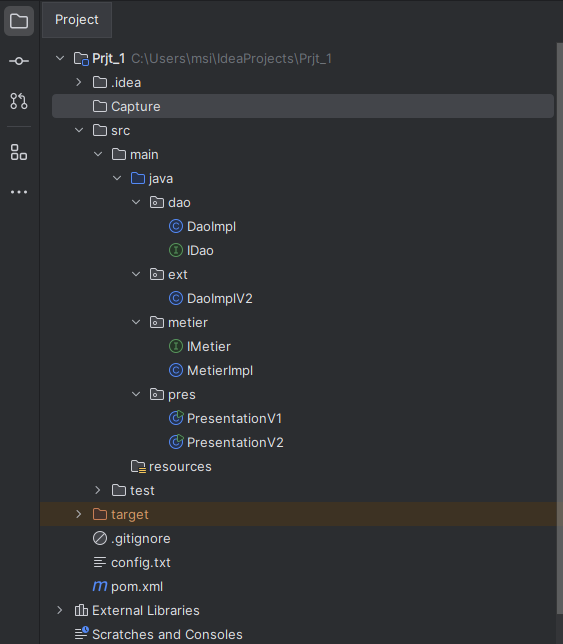 Project
Prjt_1 C:\Users\msi\IdeaProjects\Prjt_1
.idea
Capture
src
main
java
dao
C DaoImpl
I IDao
ext
C DaoImplV2
metier
I IMetier
C MetierImpl
pres
C PresentationV1
C PresentationV2
resources
test
target
.gitignore
config.txt
m pom.xml
External Libraries
Scratches and Consoles